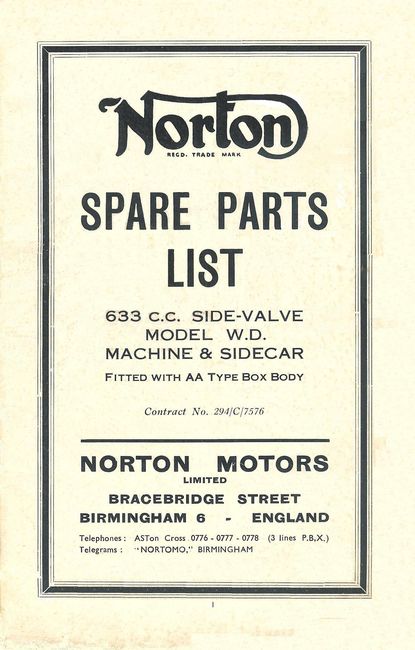 Norton
REGD. TRADE MARK
SPARE PARTS
LIST
633 C.C. SIDE-VALVE
MODEL W.D.
MACHINE & SIDECAR
FITTED WITH AA TYPE BOX BODY
Contract No. 294/C/7576
NORTON MOTORS
LIMITED
BRACEBRIDGE STREET
BIRMINGHAM 6 - ENGLAND
Telephones: ASTon Cross 0776-0777-0778 (3 lines P.B.X.)
Telegrams: "NORTOMO," BIRMINGHAM
1